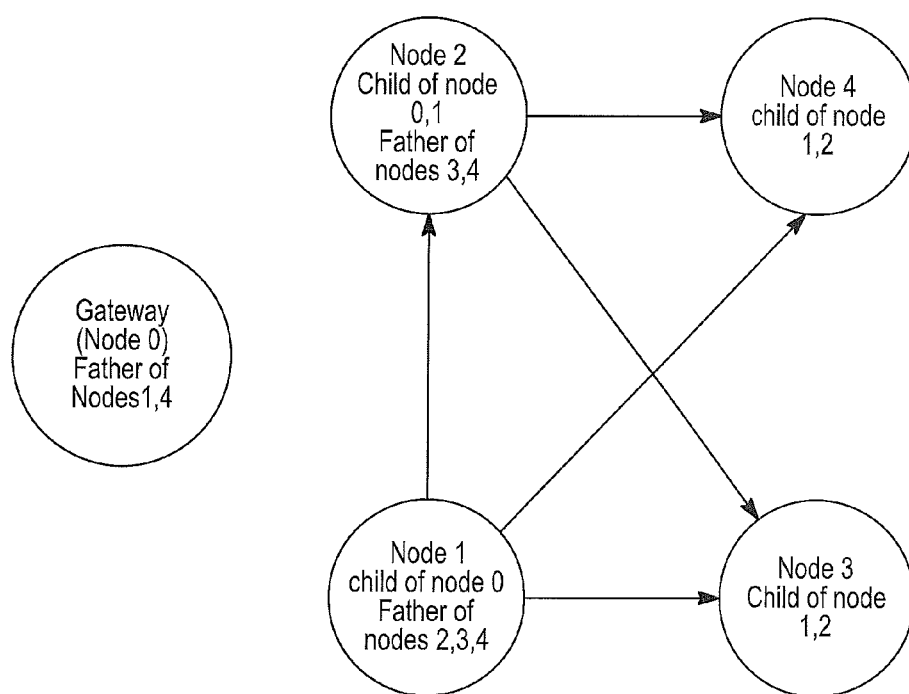 Node 2
Child of node
0,1
Father of
nodes 3,4
Node 4
child of node
1,2
Gateway
(Node 0)
Father of
Nodes1,4
Node 1
child of node 0
Father of
nodes 2,3,4
Node 3
Child of node
1,2